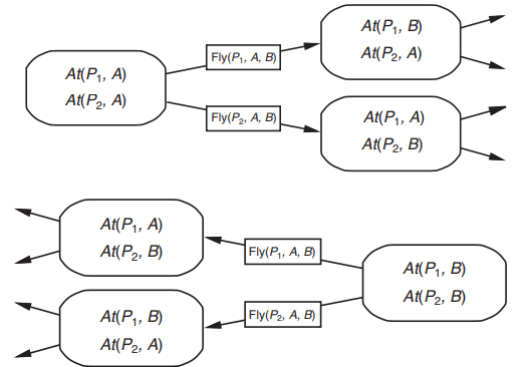 At(P₁, A)
At(P₂, A)
Fly(P₁, A, B)
Fly(P₂, A, B)
At(P₁, B)
At(P₂, A)
At(P₁, A)
At(P₂, B)
At(P₁, A)
At(P₂, B)
At(P₁, B)
At(P₂, A)
Fly(P₁, A, B)
Fly(P₂, A, B)
At(P₁, B)
At(P₂, B)